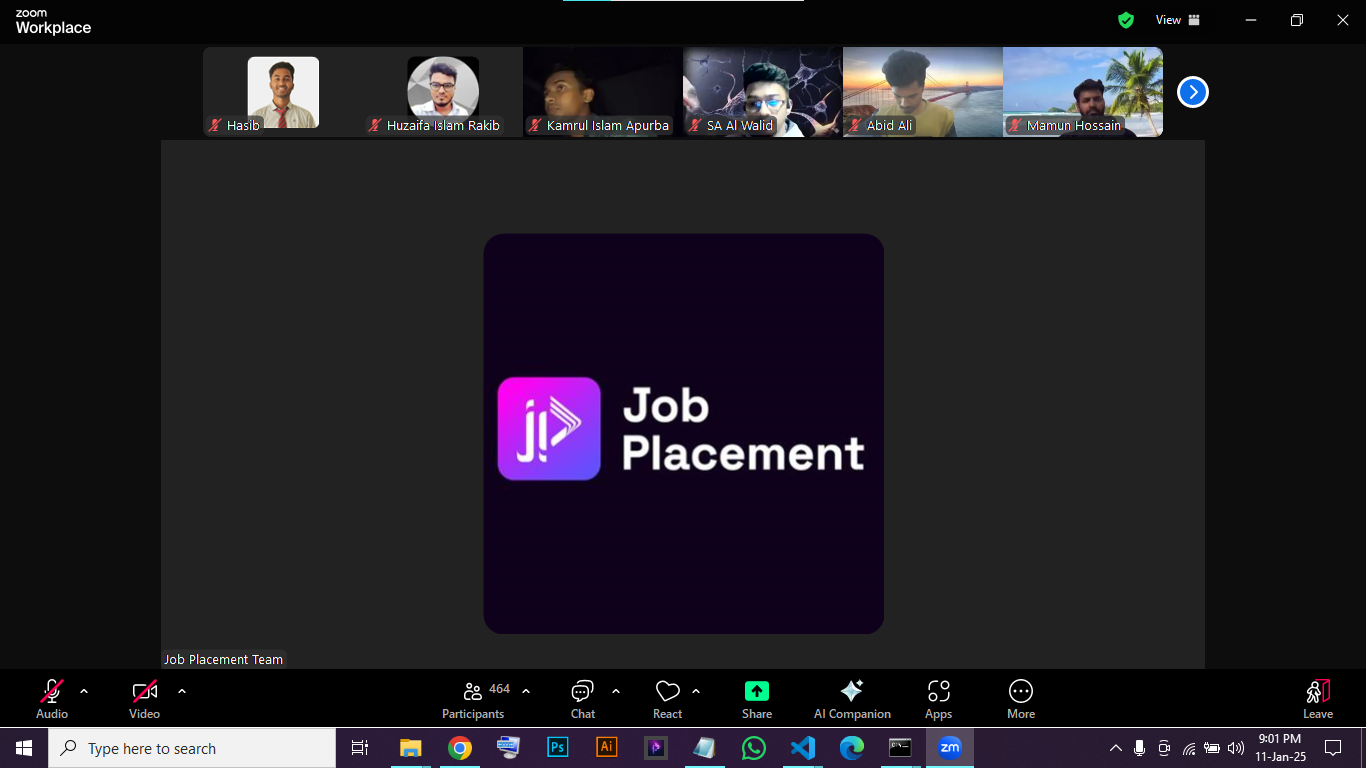 zoom
Workplace
View
Hasib
Huzaifa Islam Rakib
Kamrul Islam Apurba
SA Al Walid
Abid Ali
Mamun Hossain
jp
Job
Placement
Job Placement Team
Audio
Video
464
Participants
Chat
React
Share
AI Companion
Apps
More
Leave
Type here to search
Ps
Ai
zm
9:01 PM
11-Jan-25